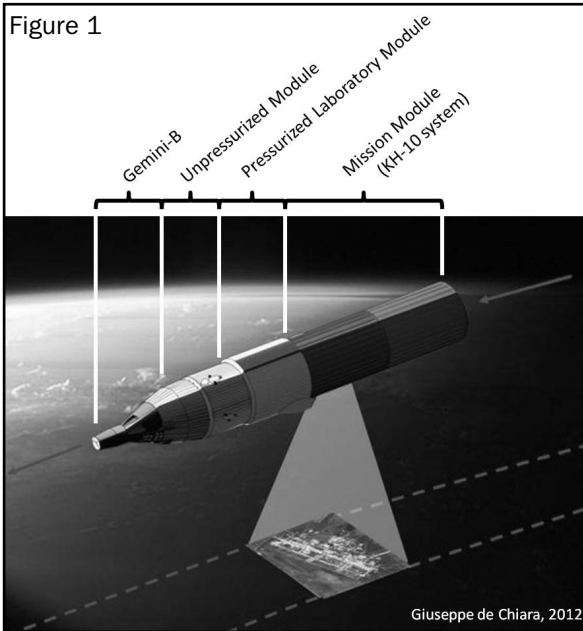 Figure 1
Gemini-B
Unpressurized Module
Pressurized Laboratory Module
Mission Module
(KH-10 system)
Giuseppe de Chiara, 2012